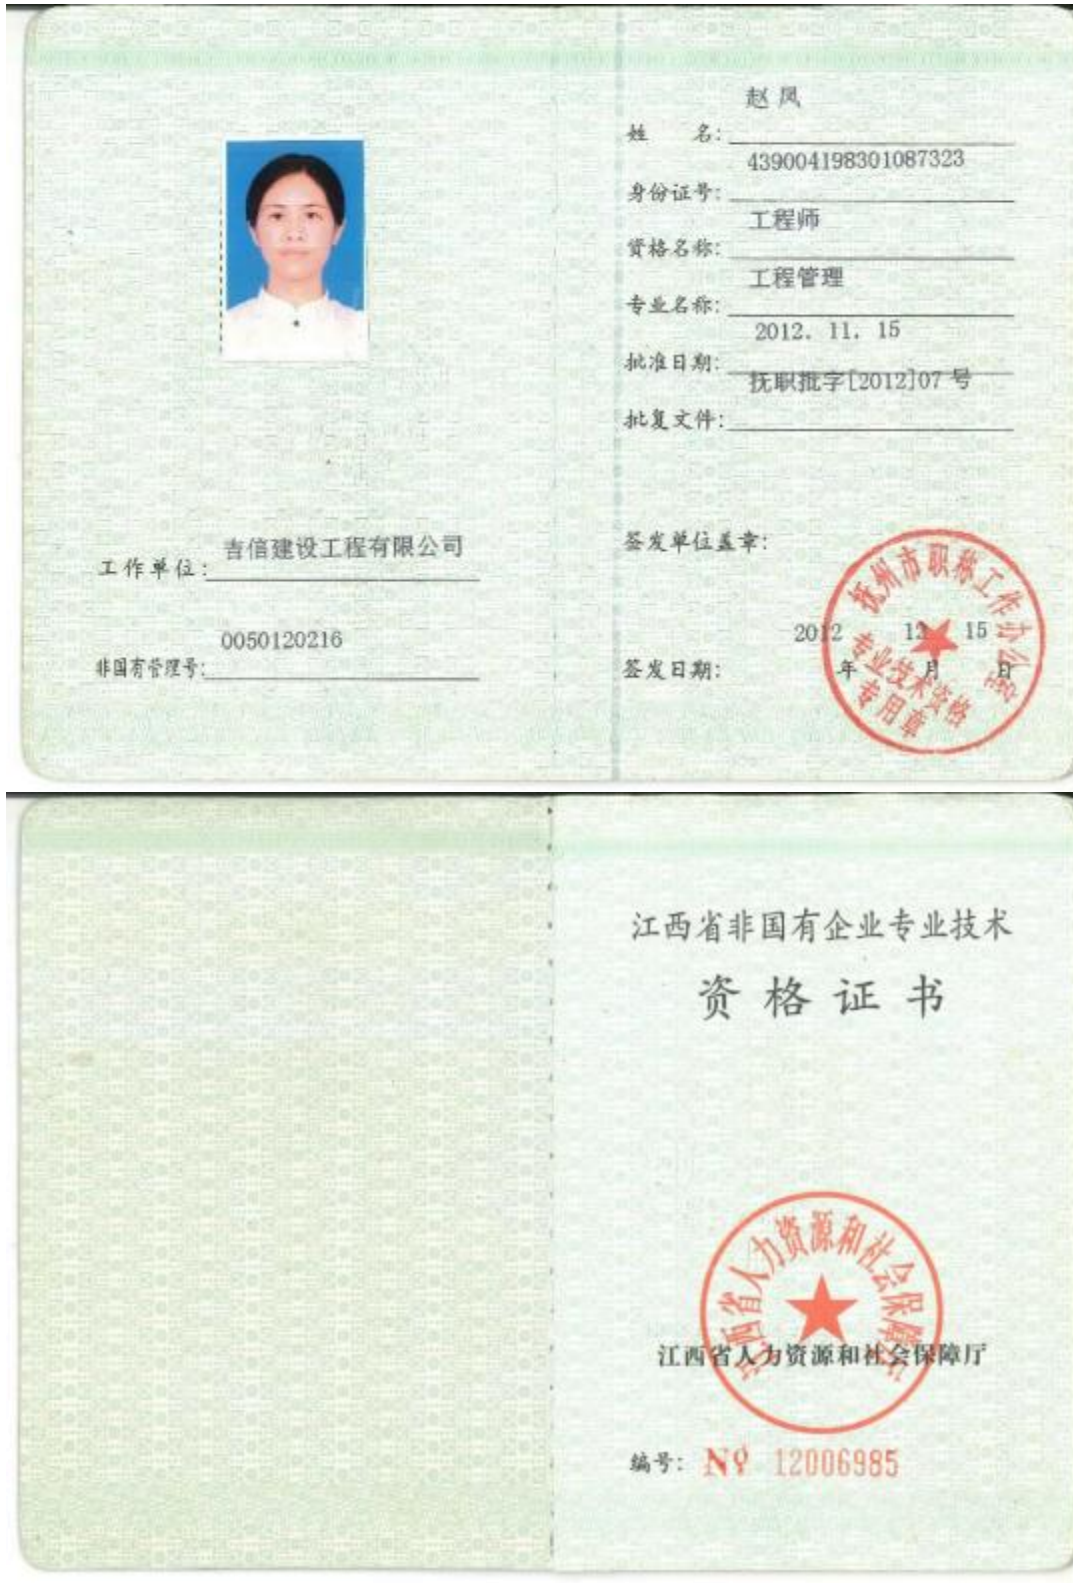 赵凤
姓 名:
439004198301087323
身份证号:
工程师
资格名称:
工程管理
专业名称:
2012. 11. 15
批准日期:
抚职批字[2012]07 号
批复文件:
吉信建设工程有限公司
工作单位:
0050120216
非国有管理号:
签发单位盖章:
抚州市职称工作办公室
专业技术资格
专用章
2012 12 15
签发日期: 年 月 日
江西省非国有企业专业技术
资格证书
江西省人力资源和社会保障厅
江西省人力资源和社会保障厅
编号: № 12006985